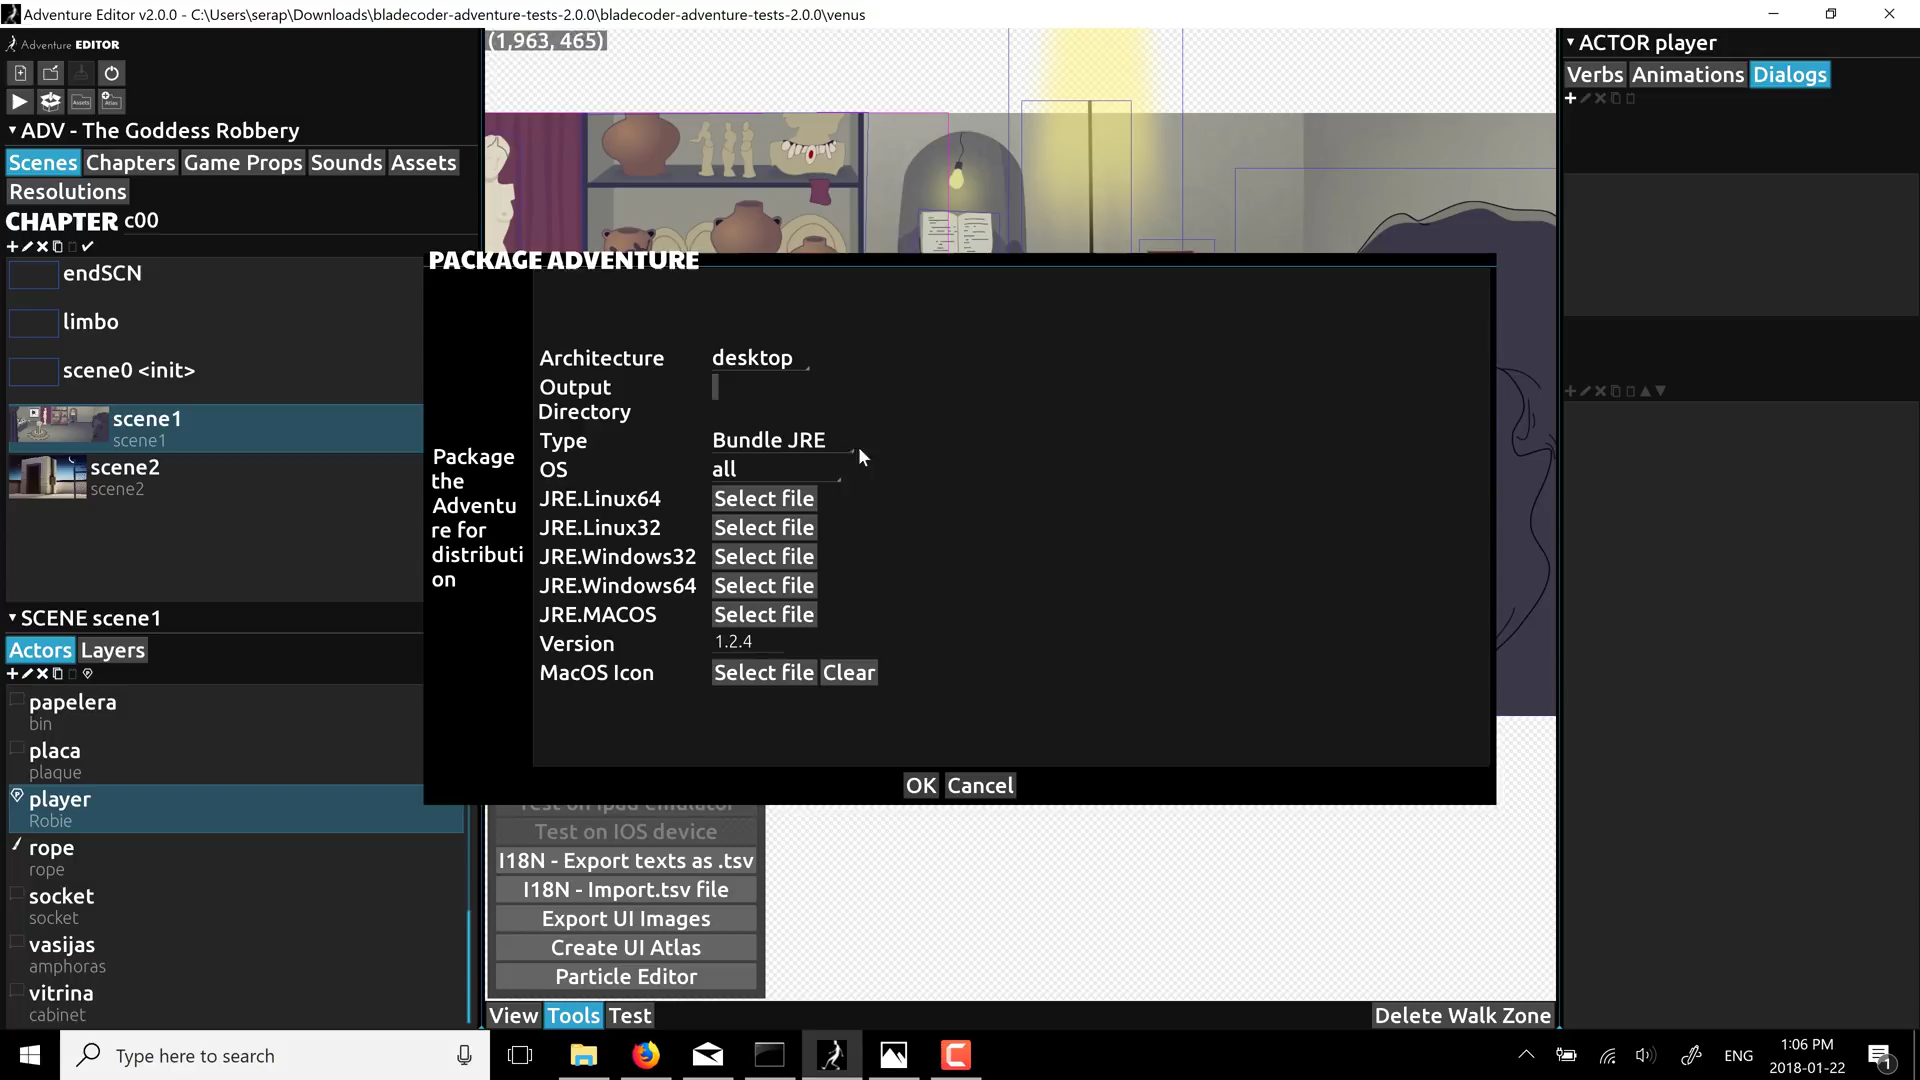 Adventure Editor v2.0.0 - C:\Users\serap\Downloads\bladecoder-adventure-tests-2.0.0\bladecoder-adventure-tests-2.0.0\venus
Adventure EDITOR
(1,963, 465)
ACTOR player
Verbs Animations Dialogs
Assets
Atlas
ADV - The Goddess Robbery
Scenes Chapters Game Props Sounds Assets
Resolutions
CHAPTER c00
endSCN
limbo
scene0 <init>
scene1
scene1
scene2
scene2
PACKAGE ADVENTURE
Package
the
Adventu
re for
distributi
on
Architecture desktop
Output
Directory
Type Bundle JRE
OS all
JRE.Linux64 Select file
JRE.Linux32 Select file
JRE.Windows32 Select file
JRE.Windows64 Select file
JRE.MACOS Select file
Version 1.2.4
MacOS Icon Select file Clear
OK Cancel
SCENE scene1
Actors Layers
papelera
bin
placa
plaque
player
Robie
rope
rope
socket
socket
vasijas
amphoras
vitrina
cabinet
Test on Ipad emulator
Test on IOS device
I18N - Export texts as .tsv
I18N - Import.tsv file
Export UI Images
Create UI Atlas
Particle Editor
View Tools Test
Delete Walk Zone
Type here to search
ENG
1:06 PM
2018-01-22
1